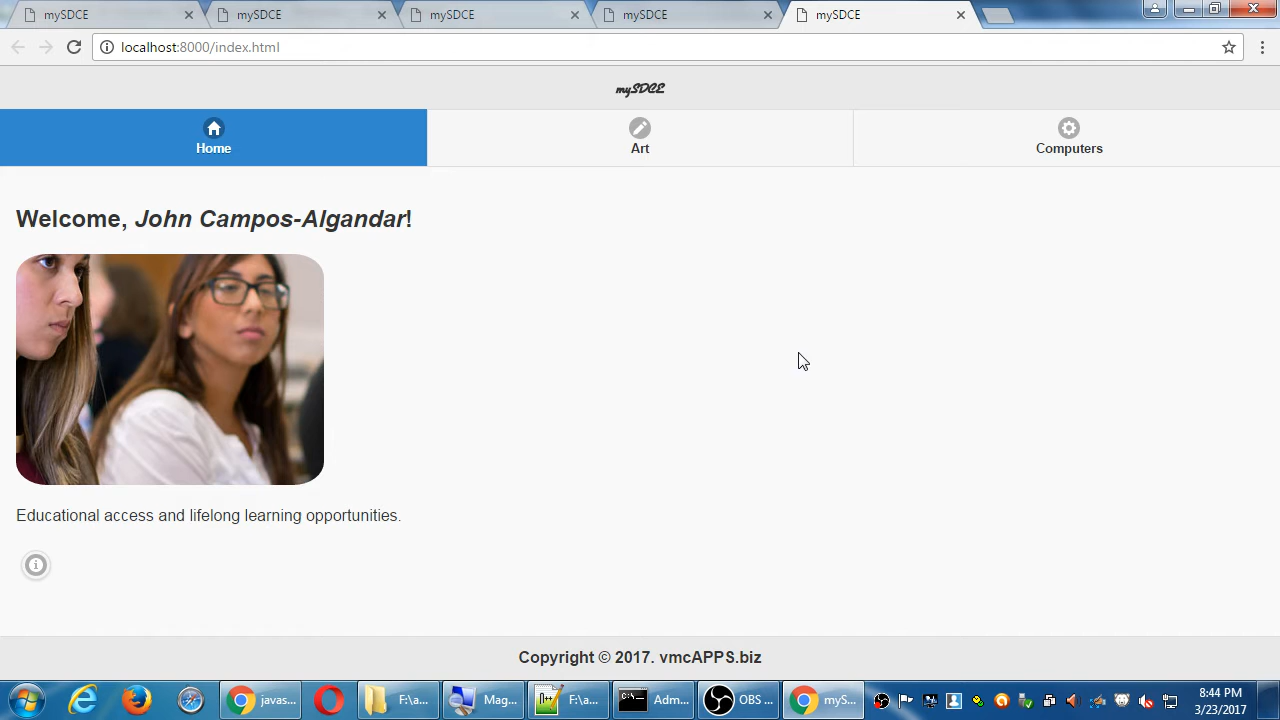 mySDCE mySDCE mySDCE mySDCE mySDCE
localhost:8000/index.html
mySDCE
Home Art Computers
Welcome, John Campos-Algandar!
Educational access and lifelong learning opportunities.
Copyright © 2017. vmcAPPS.biz
javas... F:\a... Mag... F:\a... Adm... OBS ... myS... 8:44 PM
3/23/2017